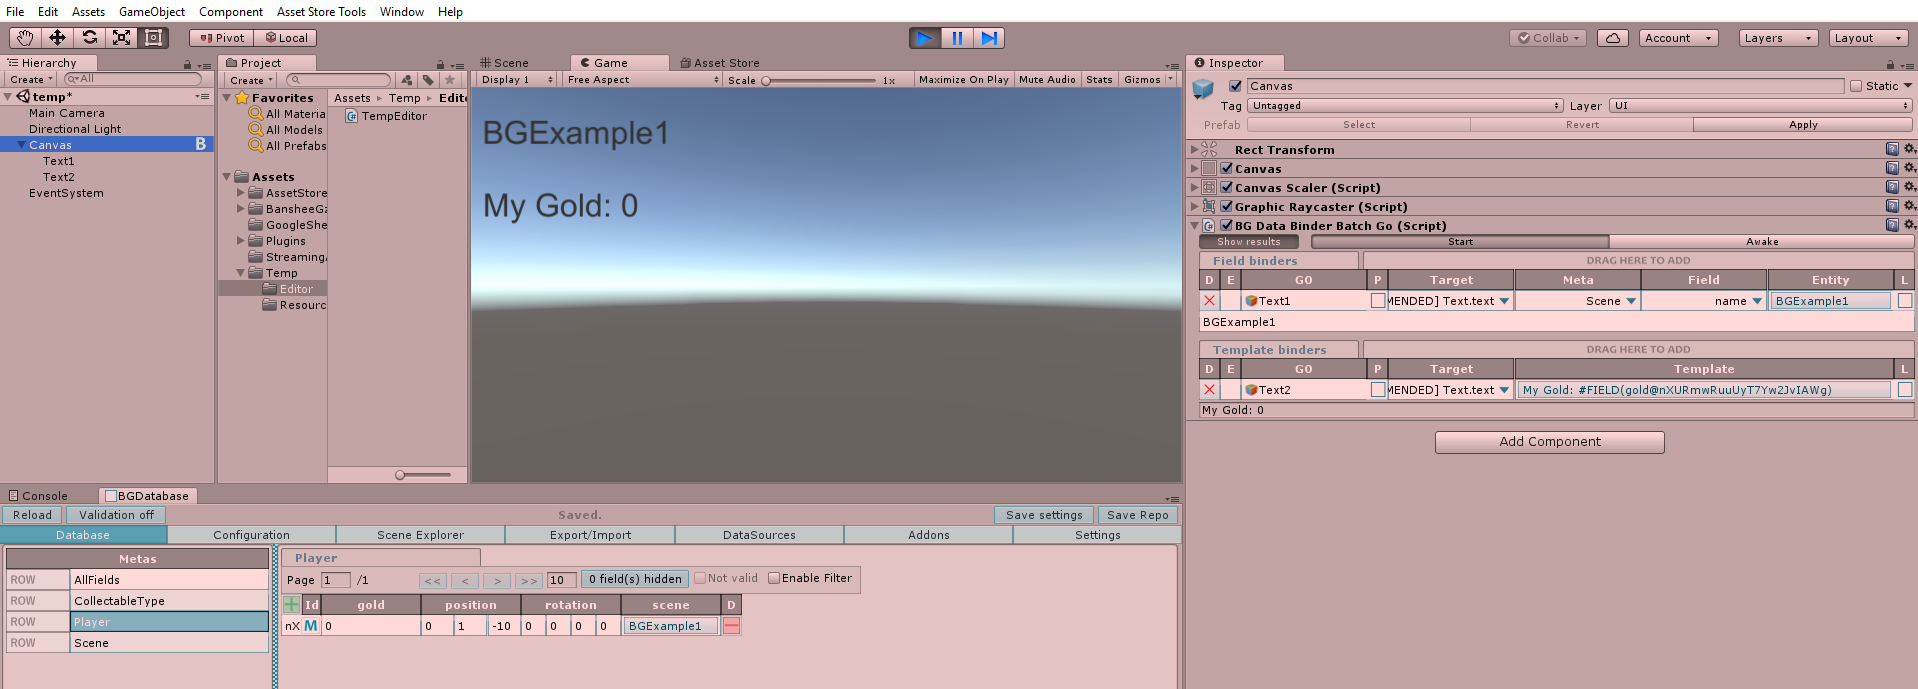 File Edit Assets GameObject Component Asset Store Tools Window Help
Pivot Local Collab Account Layers Layout
Hierarchy
Create All
temp*
Main Camera
Directional Light
Canvas B
Text1
Text2
EventSystem
Project
Create
Favorites
All Materia
All Models
All Prefabs
Assets
AssetStore
BansheeGz
GoogleShe
Plugins
Streaming
Temp
Editor
Resourc
Assets Temp Edito
TempEditor
Scene Game Asset Store
Display 1 Free Aspect Scale 1x Maximize On Play Mute Audio Stats Gizmos
BGExample1
My Gold: 0
Inspector
Canvas Static
Tag Untagged Layer UI
Prefab Select Revert Apply
Rect Transform
Canvas
Canvas Scaler (Script)
Graphic Raycaster (Script)
BG Data Binder Batch Go (Script)
Show results Start Awake
Field binders DRAG HERE TO ADD
D E GO P Target Meta Field Entity L
Text1 MENDED] Text.text Scene name BGExample1
BGExample1
Template binders DRAG HERE TO ADD
D E GO P Target Template L
Text2 MENDED] Text.text My Gold: #FIELD(gold@nXURmwRuuUyT7Yw2JvIAWg)
My Gold: 0
Add Component
Console BGDatabase
Reload Validation off Saved. Save settings Save Repo
Database Configuration Scene Explorer Export/Import DataSources Addons Settings
Metas
ROW AllFields
ROW CollectableType
ROW Player
ROW Scene
Player
Page 1 /1 << < > >> 10 0 field(s) hidden Not valid Enable Filter
Id gold position rotation scene D
nX M 0 0 1 -10 0 0 0 0 BGExample1